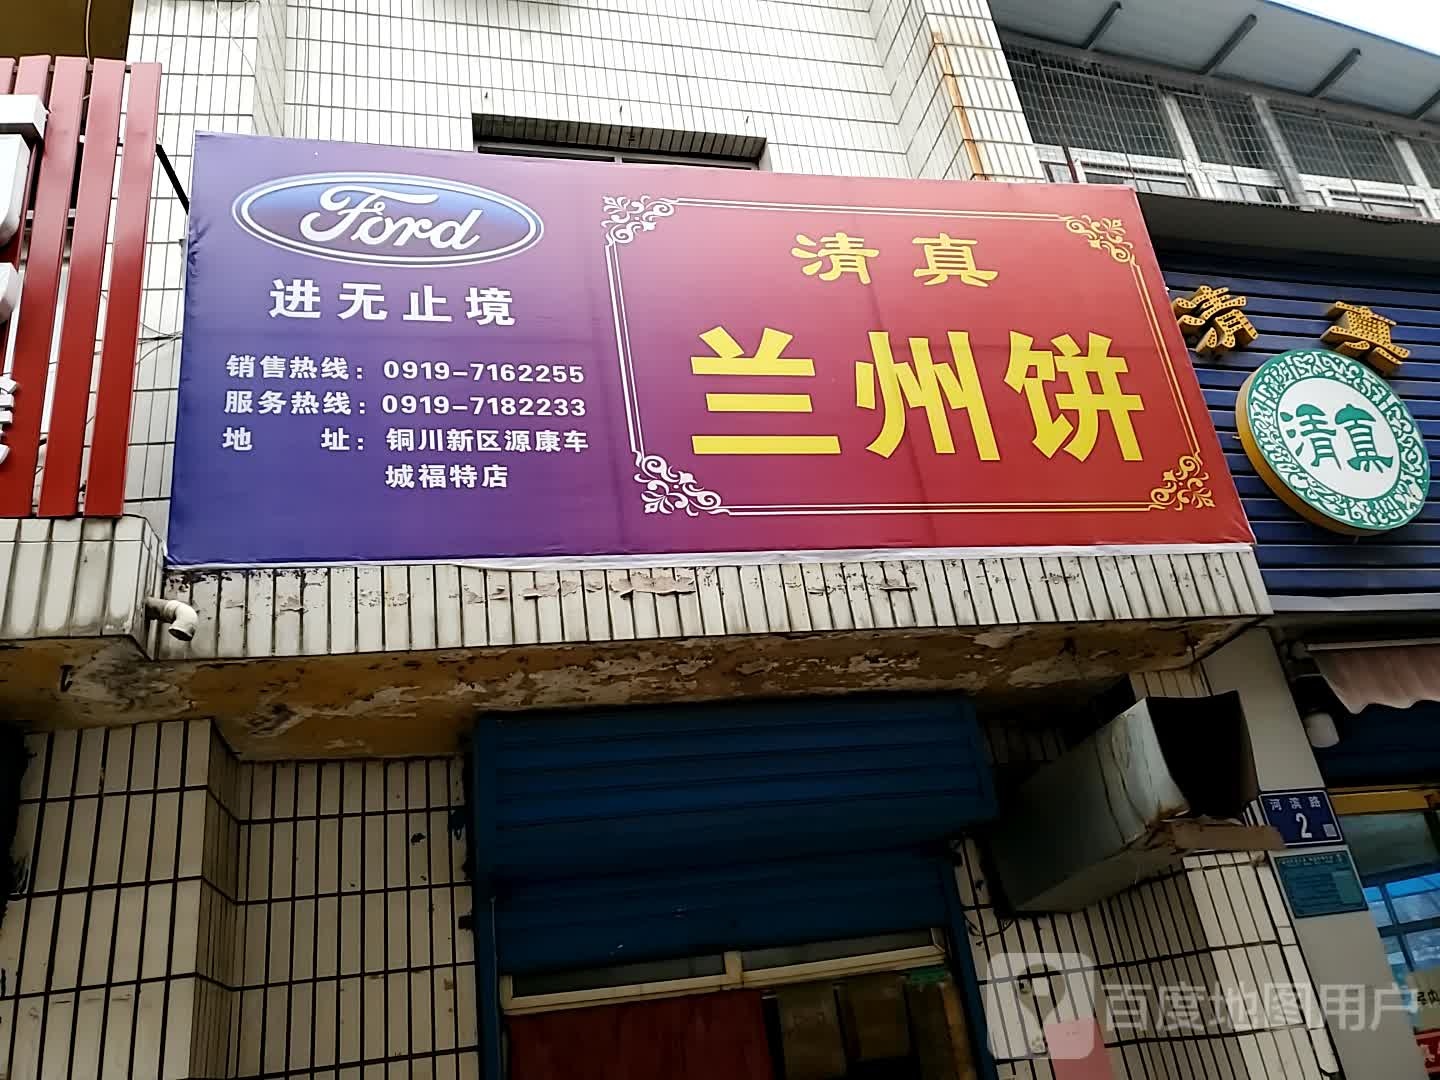 Ford
进无止境
销售热线：0919-7162255
服务热线：0919-7182233
地 址：铜川新区源康车
城福特店
清真
兰州饼
清真
清真
河滨路
2
百度地图用户